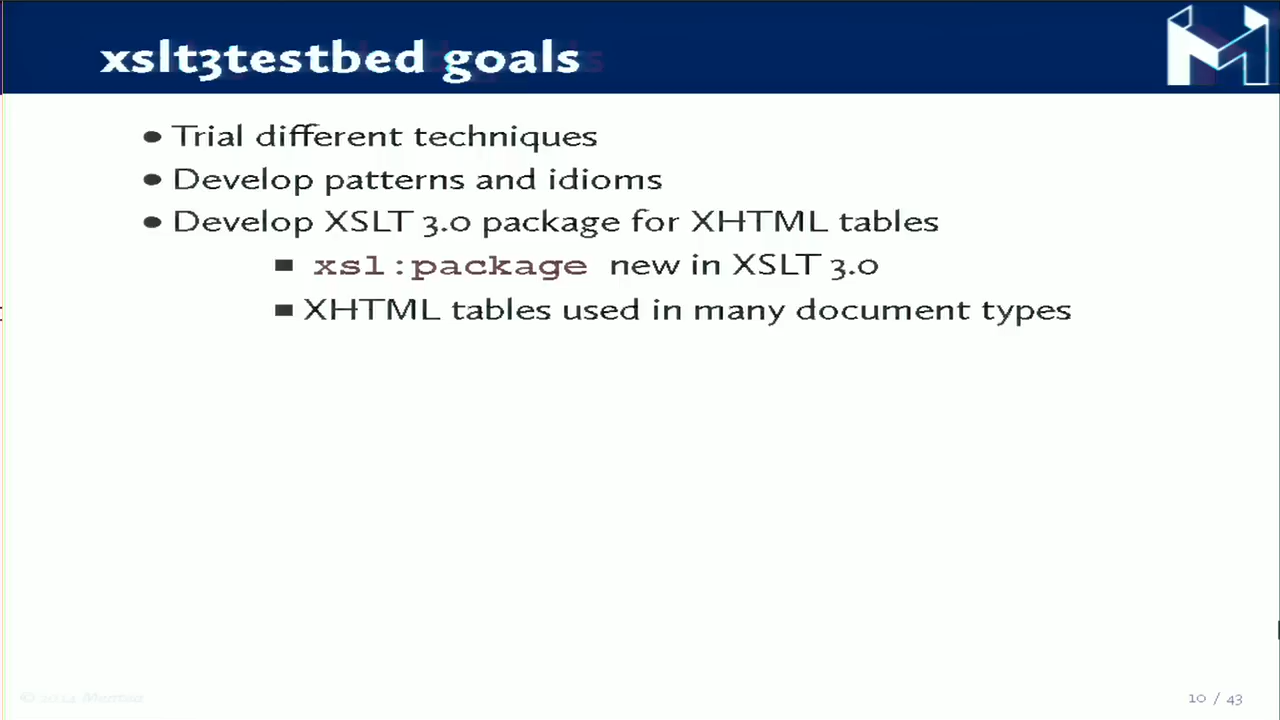 xslt3testbed goals
• Trial different techniques
• Develop patterns and idioms
• Develop XSLT 3.0 package for XHTML tables
■ xsl:package new in XSLT 3.0
■ XHTML tables used in many document types
© Mentea
10 / 43